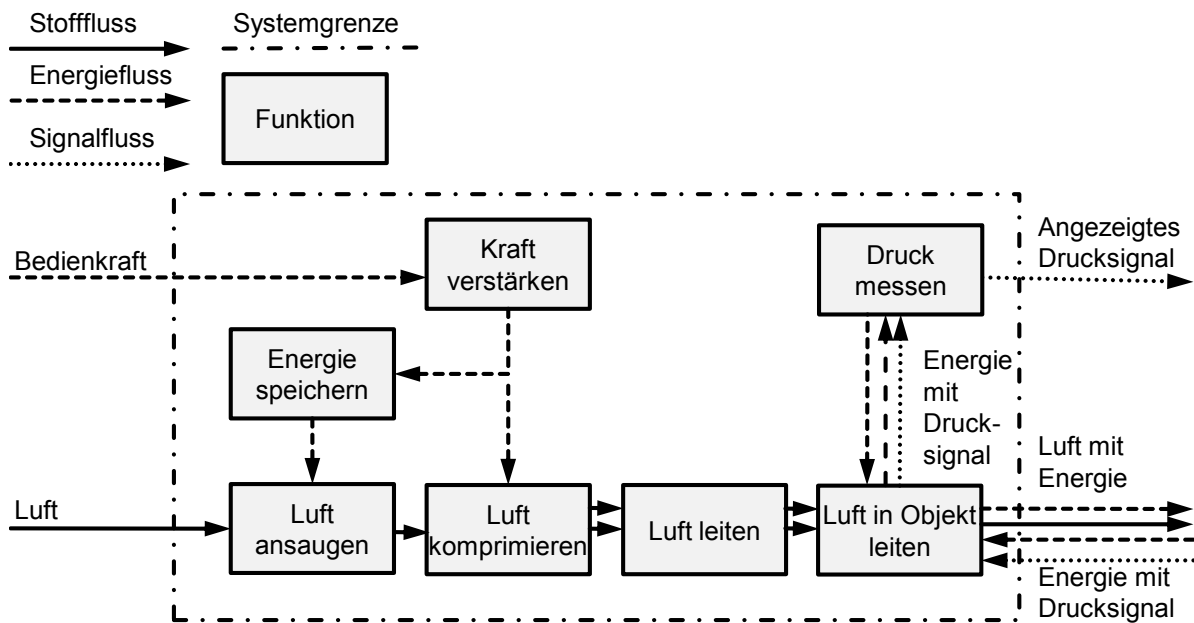 Stofffluss
Systemgrenze
Energiefluss
Funktion
Signalfluss
Bedienkraft
Kraft
verstärken
Druck
messen
Angezeigtes
Drucksignal
Energie
speichern
Energie
mit
Druck-
signal
Luft mit
Energie
Luft
Luft
ansaugen
Luft
komprimieren
Luft leiten
Luft in Objekt
leiten
Energie mit
Drucksignal